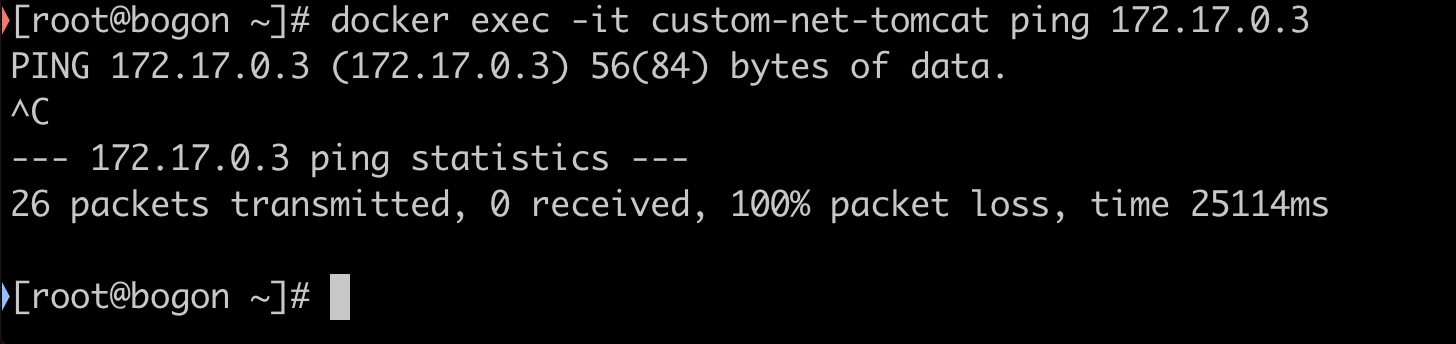 [root@bogon ~]# docker exec -it custom-net-tomcat ping 172.17.0.3
PING 172.17.0.3 (172.17.0.3) 56(84) bytes of data.
^C
--- 172.17.0.3 ping statistics ---
26 packets transmitted, 0 received, 100% packet loss, time 25114ms
[root@bogon ~]#